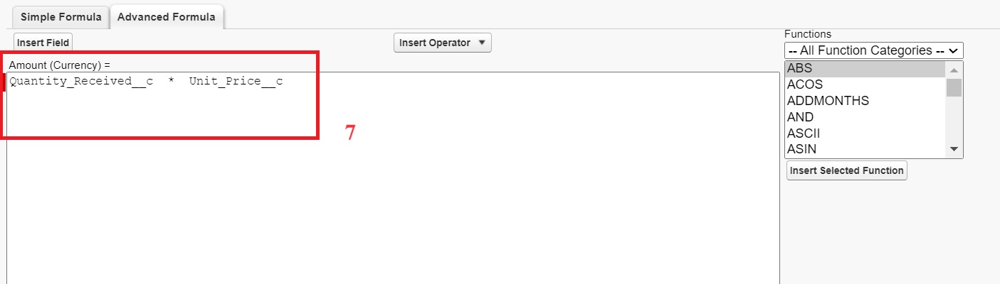 Simple Formula Advanced Formula
Insert Field Insert Operator
Functions
-- All Function Categories --
Amount (Currency) =
Quantity_Received__c * Unit_Price__c
7
ABS
ACOS
ADDMONTHS
AND
ASCII
ASIN
Insert Selected Function